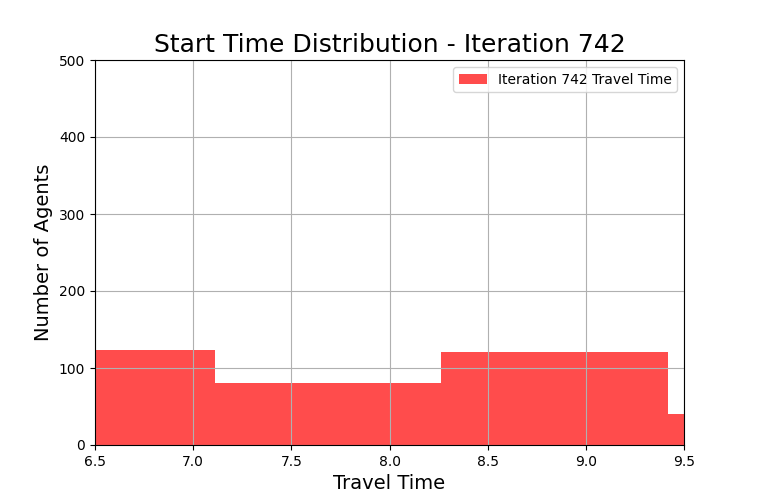 Start Time Distribution - Iteration 742
500
400
300
200
100
0
Number of Agents
Iteration 742 Travel Time
6.5 7.0 7.5 8.0 8.5 9.0 9.5
Travel Time